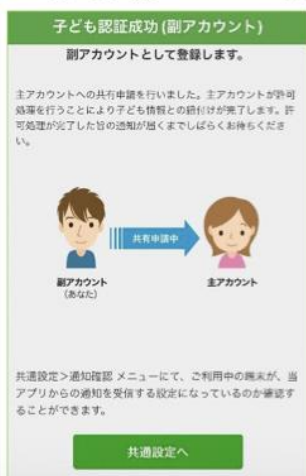 子ども認証成功(副アカウント)
副アカウントとして登録します。
主アカウントへの共有申請を行いました。主アカウントが許可
処理を行うことにより子ども情報との紐付けが完了します。許
可処理が完了した旨の通知が届くまでしばらくお待ちくださ
い。
共有申請中
副アカウント
(あなた)
主アカウント
共通設定＞通知確認 メニューにて、ご利用中の端末が、当
アプリからの通知を受信する設定になっているのか確認す
ることができます。
共通設定へ